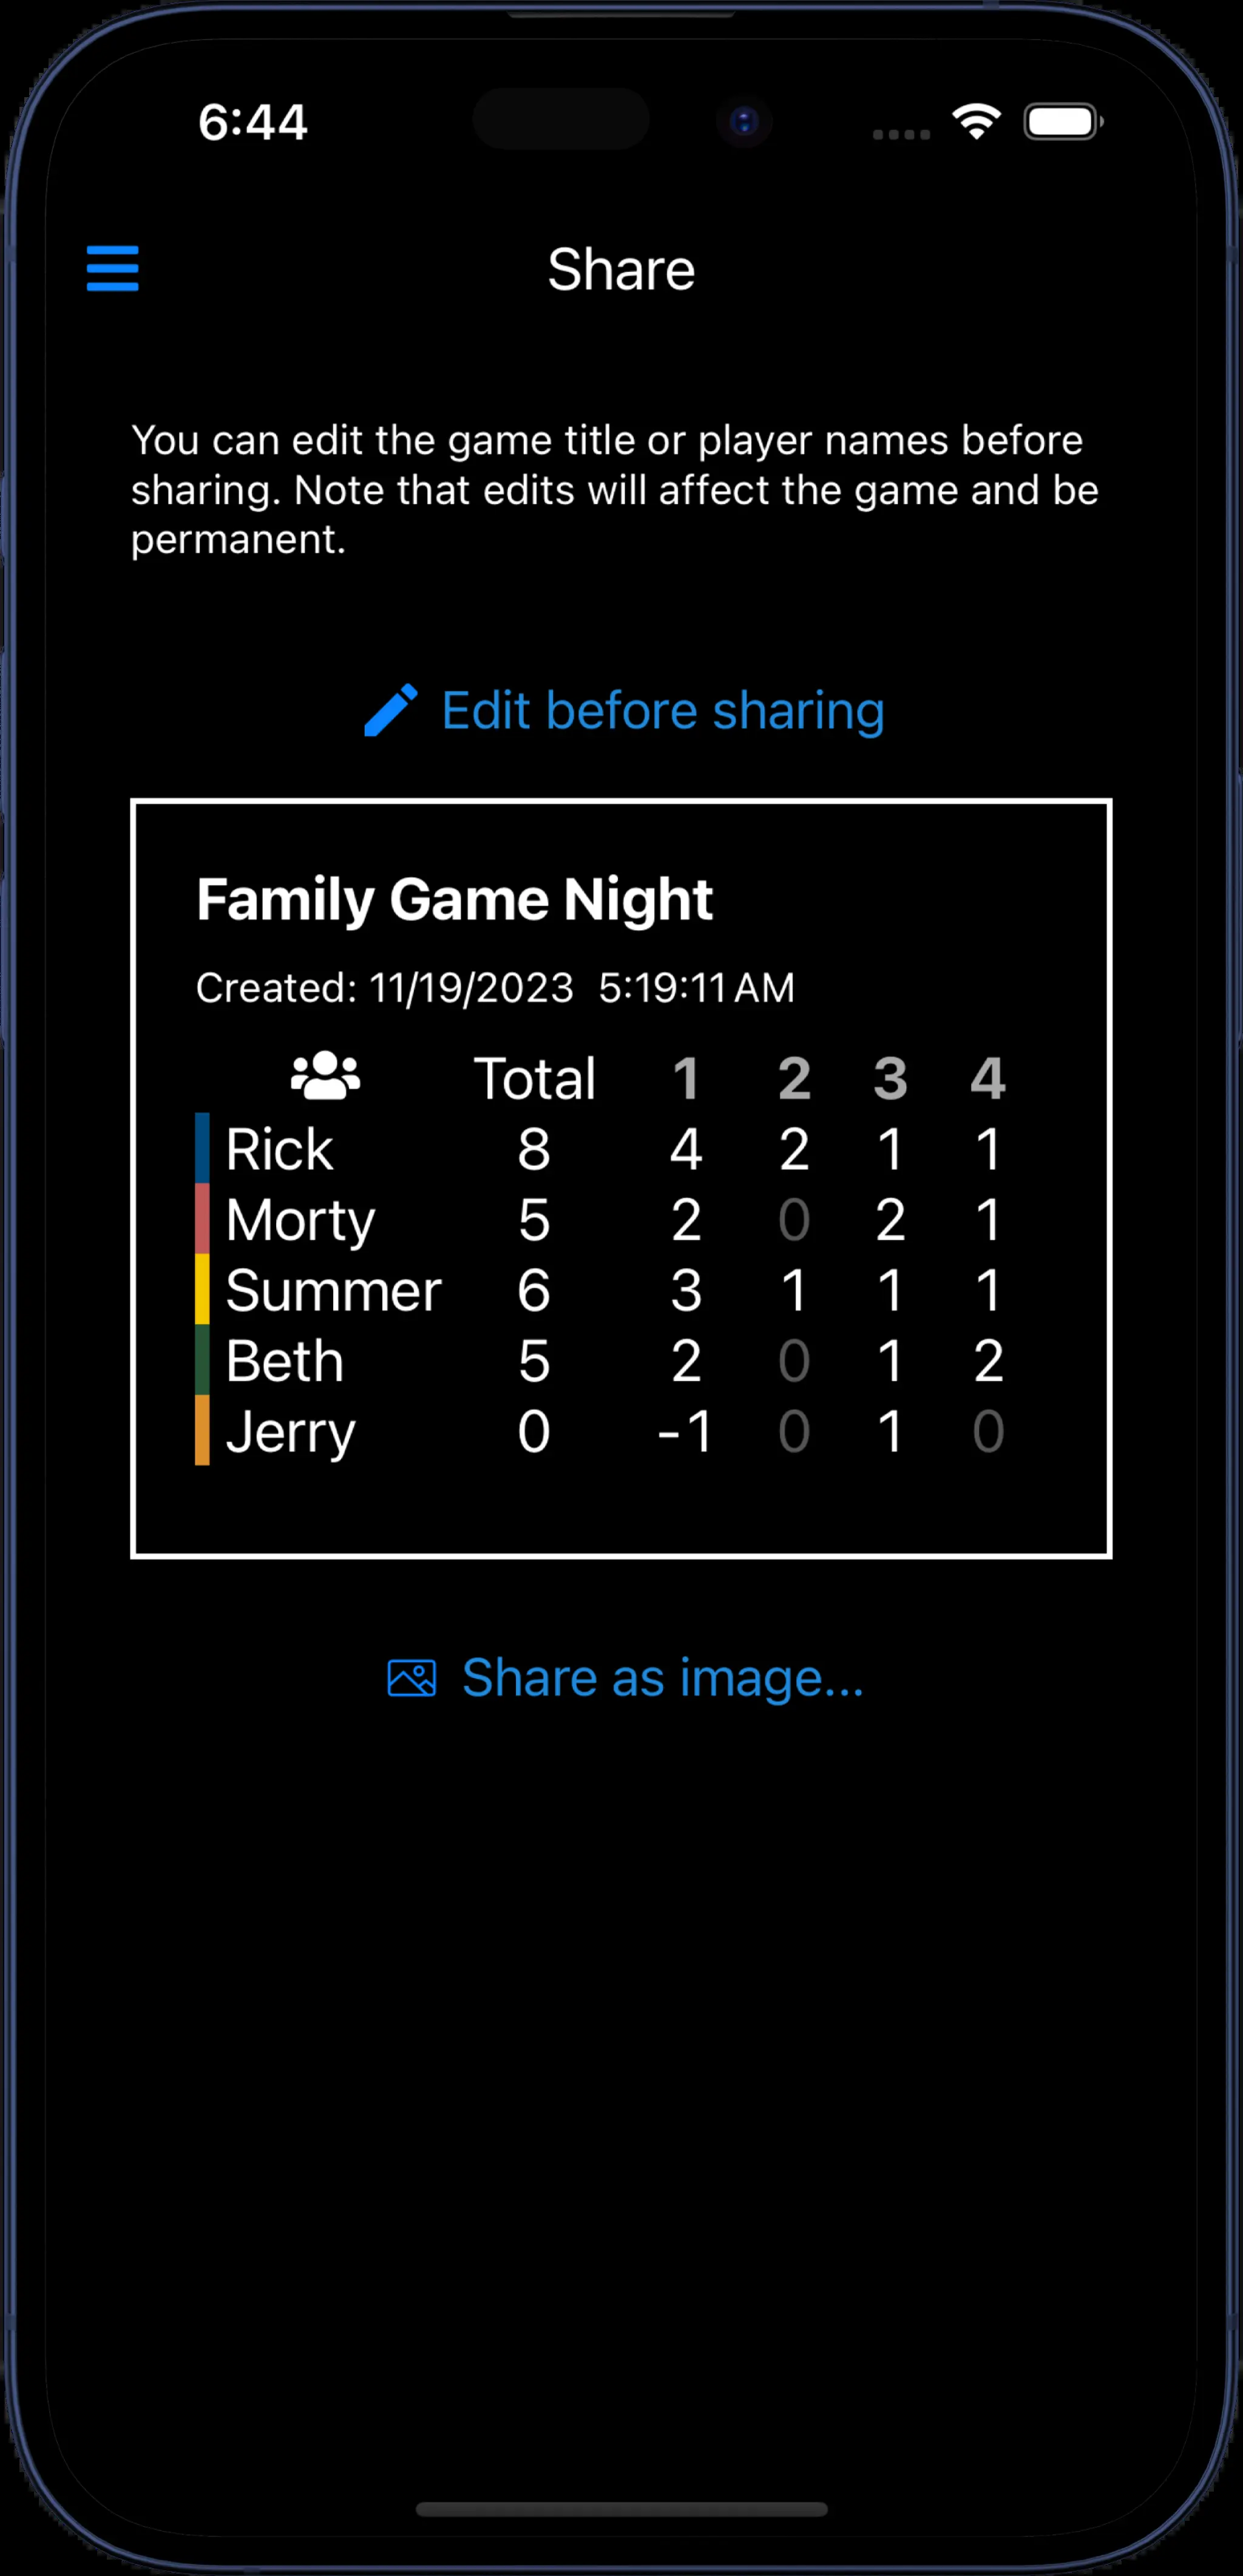 6:44
Share
You can edit the game title or player names before
sharing. Note that edits will affect the game and be
permanent.
Edit before sharing
Family Game Night
Created: 11/19/2023 5:19:11 AM
Total 1 2 3 4
Rick 8 4 2 1 1
Morty 5 2 0 2 1
Summer 6 3 1 1 1
Beth 5 2 0 1 2
Jerry 0 -1 0 1 0
Share as image...